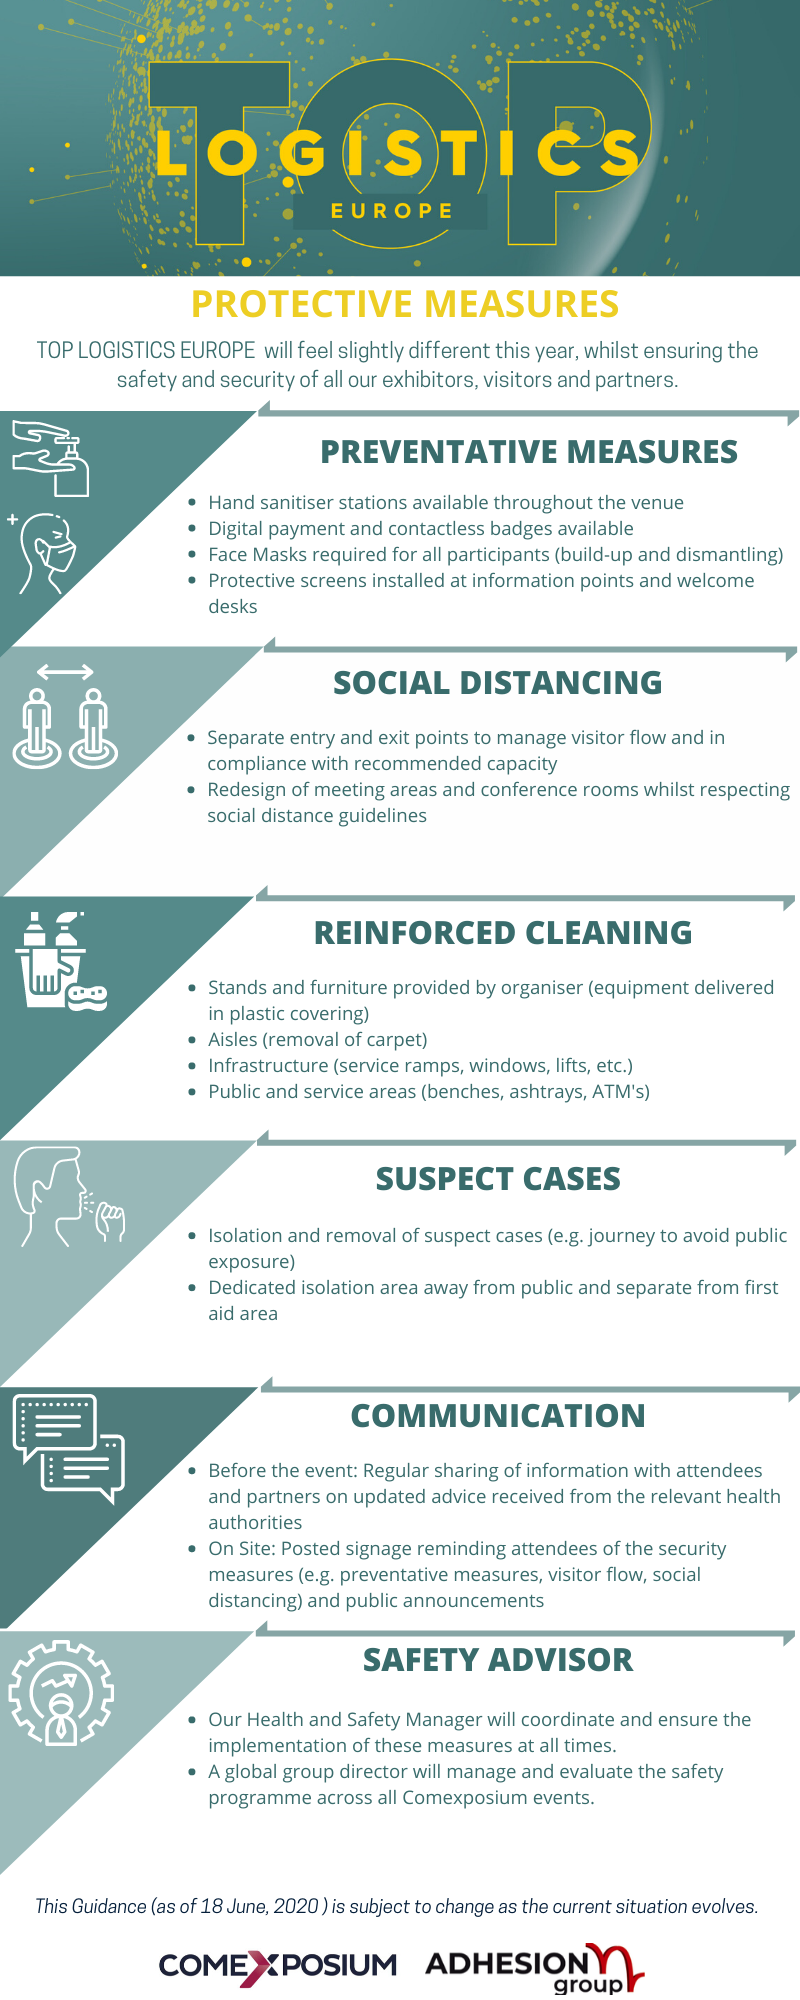 TOP
LOGISTICS
EUROPE
PROTECTIVE MEASURES
TOP LOGISTICS EUROPE will feel slightly different this year, whilst ensuring the
safety and security of all our exhibitors, visitors and partners.
PREVENTATIVE MEASURES
• Hand sanitiser stations available throughout the venue
• Digital payment and contactless badges available
• Face Masks required for all participants (build-up and dismantling)
• Protective screens installed at information points and welcome
desks
SOCIAL DISTANCING
• Separate entry and exit points to manage visitor flow and in
compliance with recommended capacity
• Redesign of meeting areas and conference rooms whilst respecting
social distance guidelines
REINFORCED CLEANING
• Stands and furniture provided by organiser (equipment delivered
in plastic covering)
• Aisles (removal of carpet)
• Infrastructure (service ramps, windows, lifts, etc.)
• Public and service areas (benches, ashtrays, ATM's)
SUSPECT CASES
• Isolation and removal of suspect cases (e.g. journey to avoid public
exposure)
• Dedicated isolation area away from public and separate from first
aid area
COMMUNICATION
• Before the event: Regular sharing of information with attendees
and partners on updated advice received from the relevant health
authorities
• On Site: Posted signage reminding attendees of the security
measures (e.g. preventative measures, visitor flow, social
distancing) and public announcements
SAFETY ADVISOR
• Our Health and Safety Manager will coordinate and ensure the
implementation of these measures at all times.
• A global group director will manage and evaluate the safety
programme across all Comexposium events.
This Guidance (as of 18 June, 2020 ) is subject to change as the current situation evolves.
COMEXPOSIUM ADHESION
group